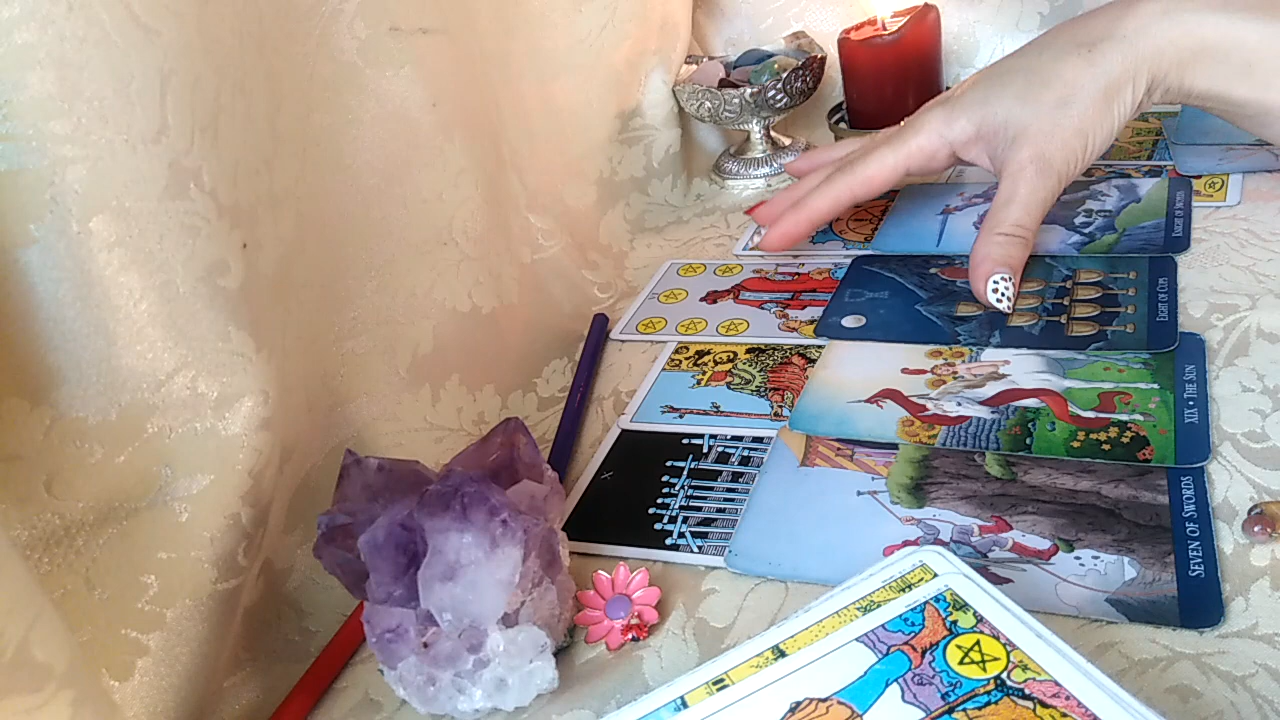 KNIGHT OF SWORDS
EIGHT OF CUPS
XIX • THE SUN
SEVEN OF SWORDS
X